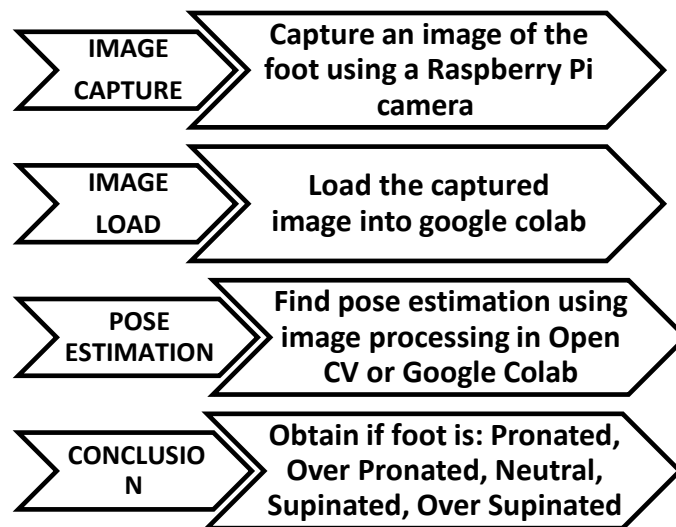 IMAGE
CAPTURE
Capture an image of the
foot using a Raspberry Pi
camera
IMAGE
LOAD
Load the captured
image into google colab
POSE
ESTIMATION
Find pose estimation using
image processing in Open
CV or Google Colab
CONCLUSIO
N
Obtain if foot is: Pronated,
Over Pronated, Neutral,
Supinated, Over Supinated